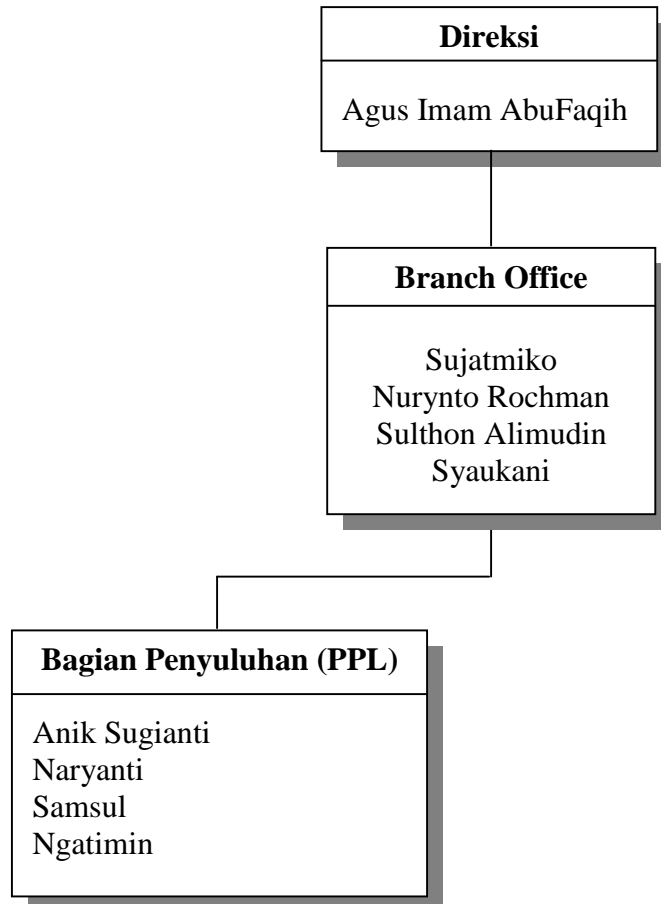 Direksi
Agus Imam AbuFaqih
Branch Office
Sujatmiko
Nurynto Rochman
Sulthon Alimudin
Syaukani
Bagian Penyuluhan (PPL)
Anik Sugianti
Naryanti
Samsul
Ngatimin